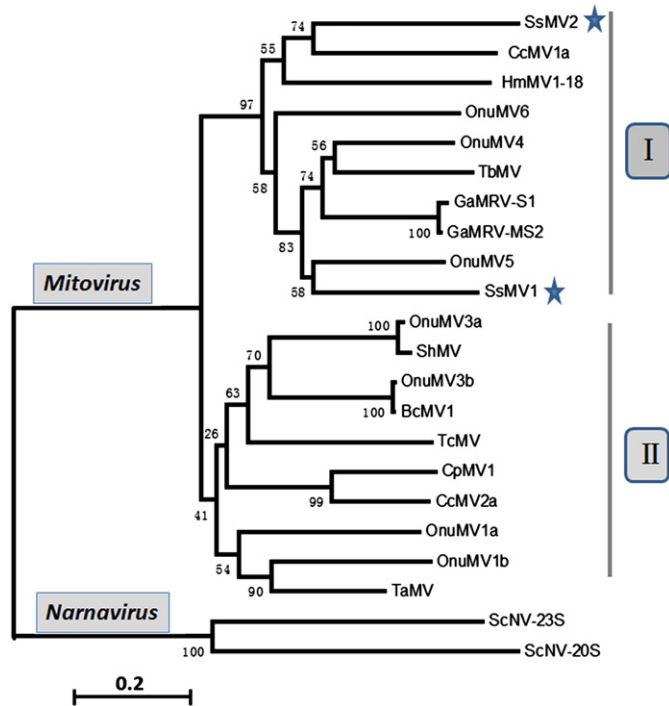 SsMV2
74
CcMV1a
55
HmMV1-18
97
OnuMV6
OnuMV4
56
TbMV
I
74
GaMRV-S1
58
100
GaMRV-MS2
83
OnuMV5
Mitovirus
58
SsMV1
OnuMV3a
100
ShMV
70
OnuMV3b
63
100
BcMV1
26
TcMV
II
CpMV1
99
CcMV2a
41
OnuMV1a
54
OnuMV1b
90
TaMV
Narnavirus
ScNV-23S
100
ScNV-20S
0.2